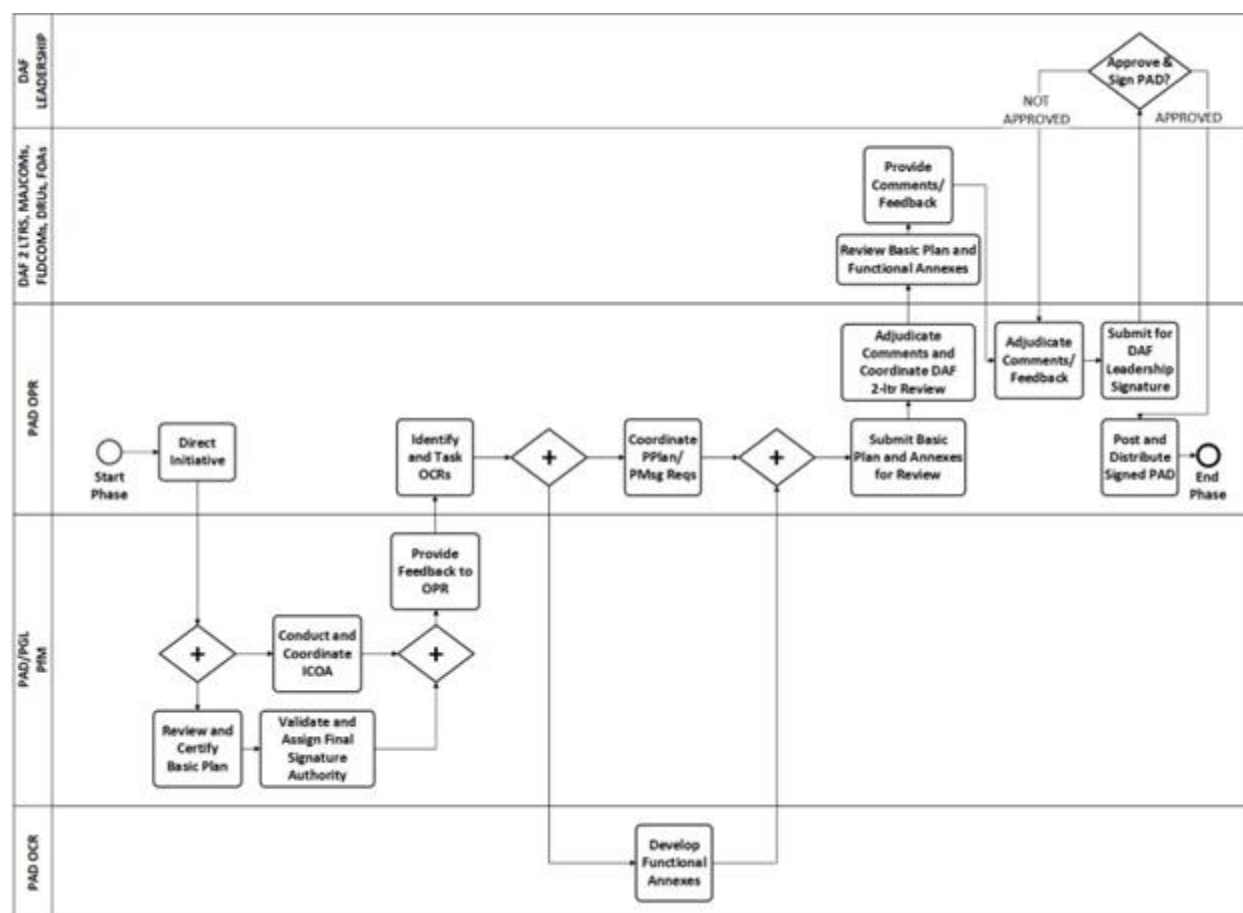 DAF
LEADERSHIP
Approve &
Sign PAD?
NOT
APPROVED
APPROVED
DAF 2 LTRS, MAJCOMs,
FLDCOMs, DRUs, FOAs
Provide
Comments/
Feedback
Review Basic Plan and
Functional Annexes
PAD OPR
Start
Phase
Direct
Initiative
Identify
and Task
OCRs
+
Coordinate
PPlan/
PMsg Reqs
+
Adjudicate
Comments and
Coordinate DAF
2-ltr Review
Submit Basic
Plan and Annexes
for Review
Adjudicate
Comments/
Feedback
Submit for
DAF
Leadership
Signature
Post and
Distribute
Signed PAD
End
Phase
PAD/PGL
PfM
+
Conduct and
Coordinate
ICOA
+
Provide
Feedback to
OPR
Review and
Certify
Basic Plan
Validate and
Assign Final
Signature
Authority
PAD OCR
Develop
Functional
Annexes